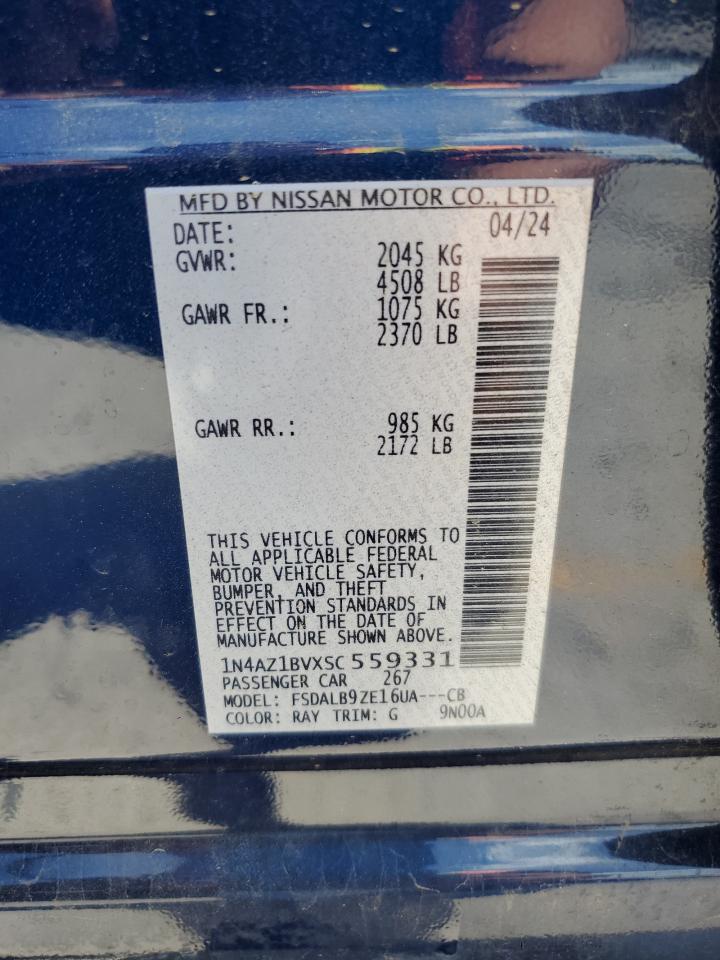 MFD BY NISSAN MOTOR CO., LTD.
DATE: 04/24
GVWR: 2045 KG
4508 LB
GAWR FR.: 1075 KG
2370 LB
GAWR RR.: 985 KG
2172 LB
THIS VEHICLE CONFORMS TO
ALL APPLICABLE FEDERAL
MOTOR VEHICLE SAFETY,
BUMPER, AND THEFT
PREVENTION STANDARDS IN
EFFECT ON THE DATE OF
MANUFACTURE SHOWN ABOVE.
1N4AZ1BVXSC559331
PASSENGER CAR 267
MODEL: FSDALB9ZE16UA---CB
COLOR: RAY TRIM: G 9N00A